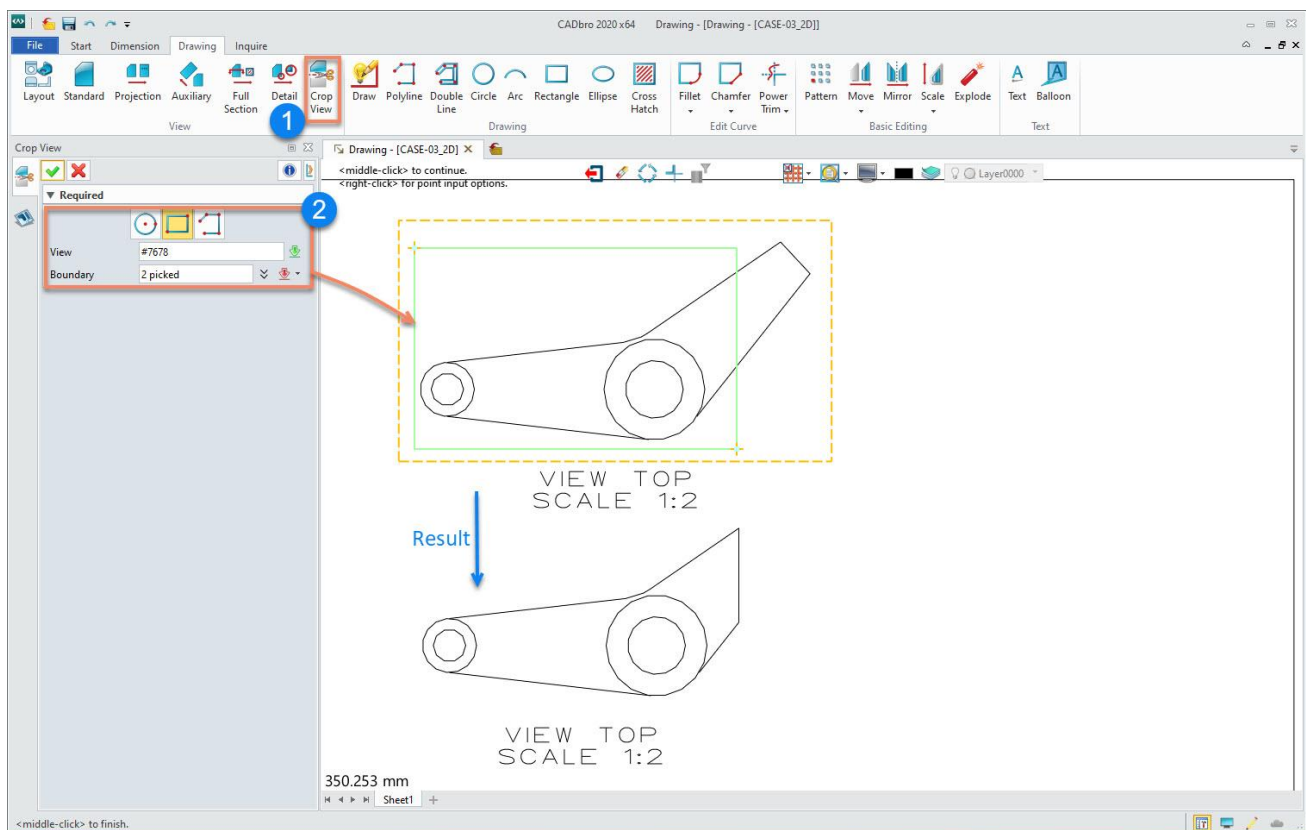 CADbro 2020 x64 Drawing - [Drawing - [CASE-03_2D]]
File Start Dimension Drawing Inquire
Layout Standard Projection Auxiliary Full Section Detail Crop View Draw Polyline Double Line Circle Arc Rectangle Ellipse Cross Hatch Fillet Chamfer Power Trim Pattern Move Mirror Scale Explode Text Balloon
1
View Drawing Edit Curve Basic Editing Text
Crop View
Drawing - [CASE-03_2D]
<middle-click> to continue.
<right-click> for point input options.
Layer0000
Required
2
View #7678
Boundary 2 picked
VIEW TOP
SCALE 1:2
Result
VIEW TOP
SCALE 1:2
350.253 mm
Sheet1
<middle-click> to finish.